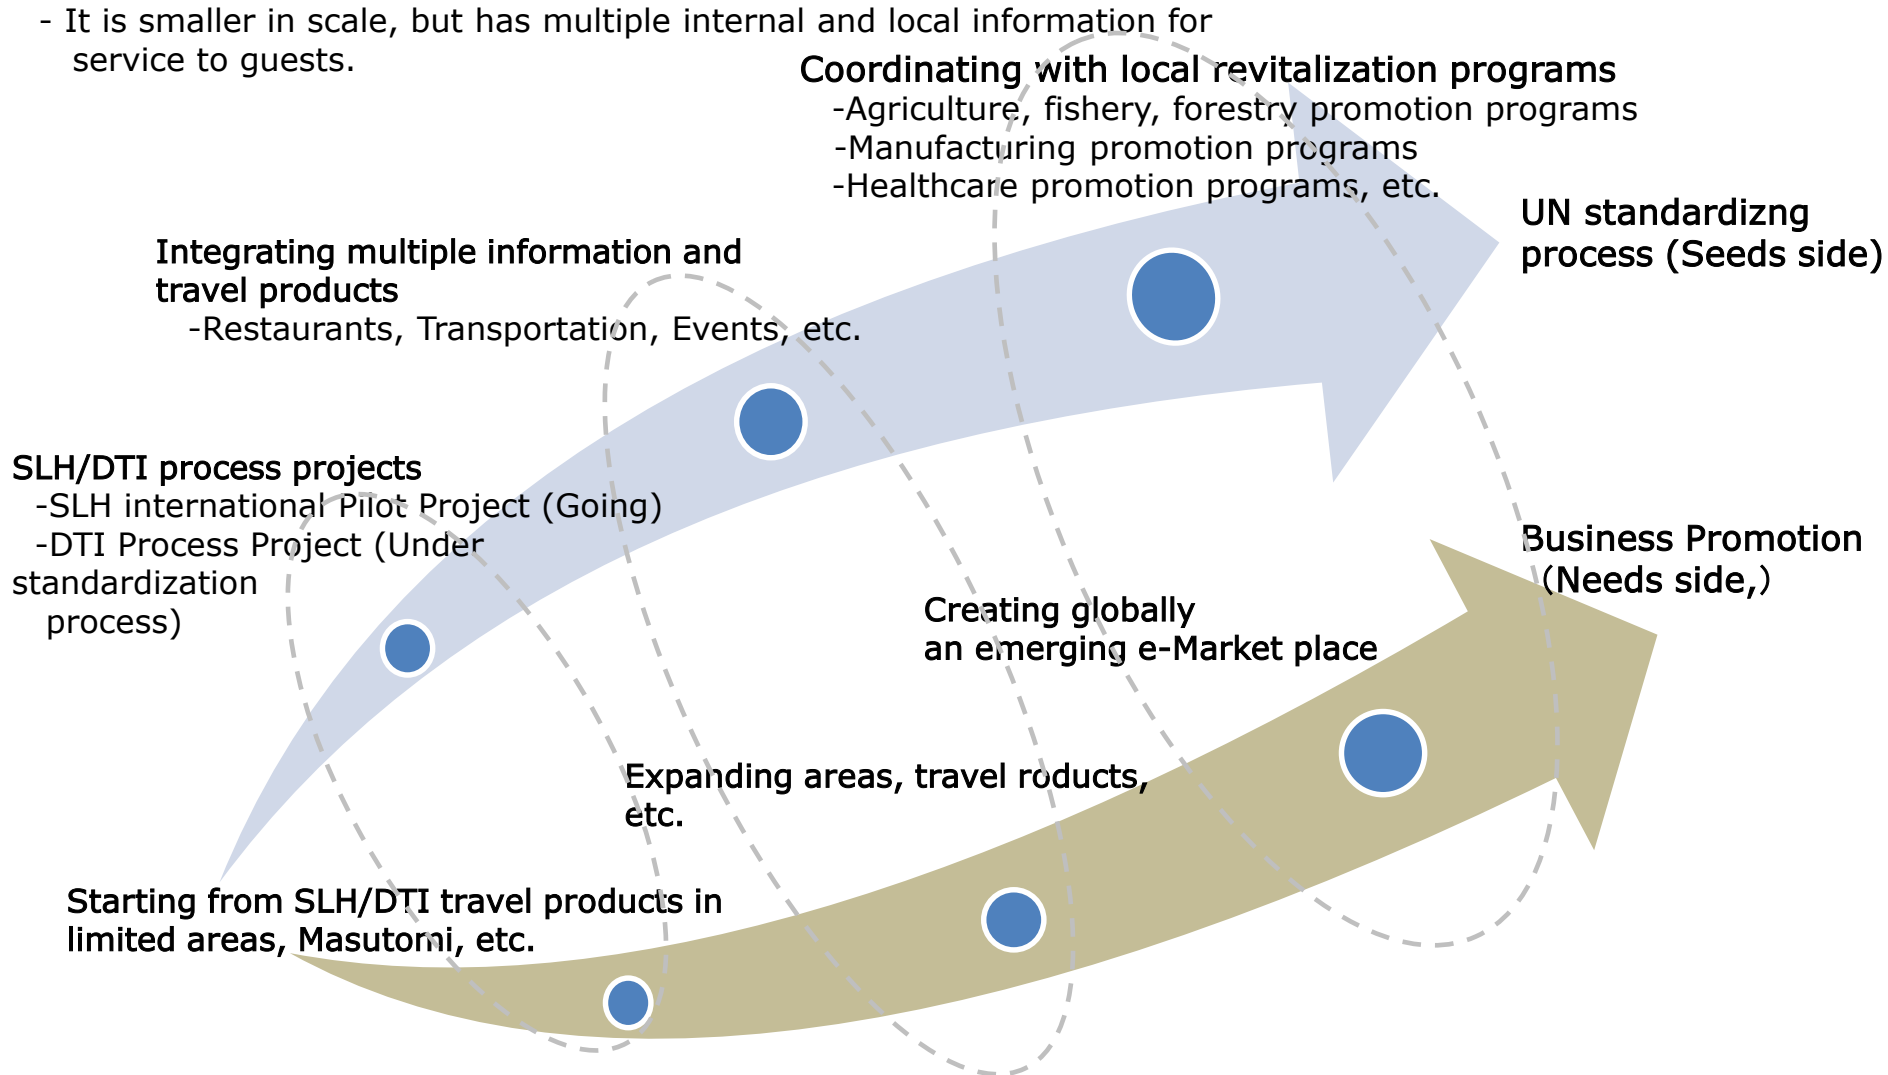 - It is smaller in scale, but has multiple internal and local information for
service to guests.
Coordinating with local revitalization programs
-Agriculture, fishery, forestry promotion programs
-Manufacturing promotion programs
-Healthcare promotion programs, etc.
UN standardizng
process (Seeds side)
Integrating multiple information and
travel products
-Restaurants, Transportation, Events, etc.
SLH/DTI process projects
-SLH international Pilot Project (Going)
-DTI Process Project (Under
standardization
process)
Business Promotion
（Needs side,）
Creating globally
an emerging e-Market place
Expanding areas, travel roducts,
etc.
Starting from SLH/DTI travel products in
limited areas, Masutomi, etc.